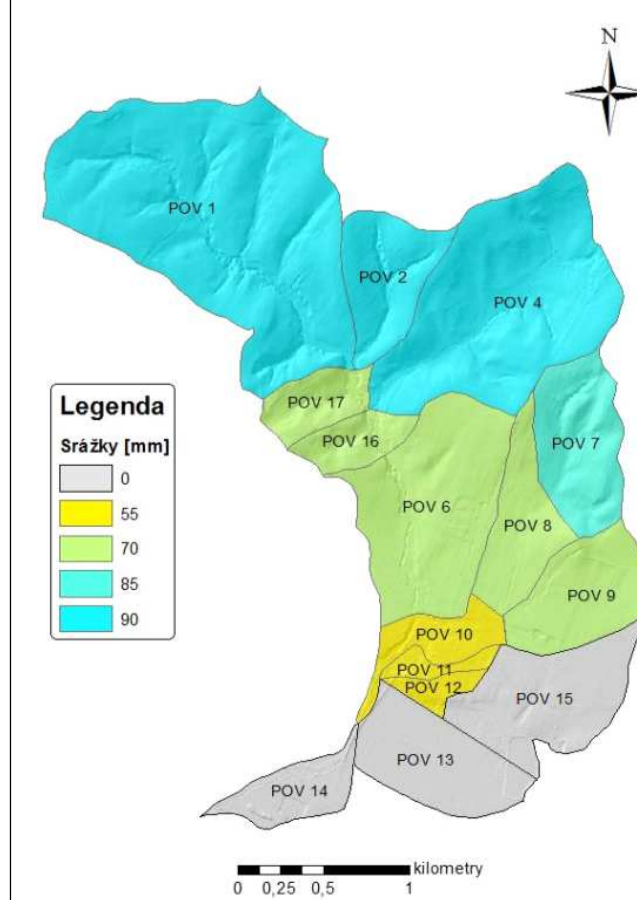 N
POV 1
POV 2
POV 4
POV 17
POV 16
POV 7
POV 6
POV 8
POV 9
POV 10
POV 11
POV 12
POV 15
POV 13
POV 14
Legenda
Srážky [mm]
0
55
70
85
90
kilometry
0 0,25 0,5 1